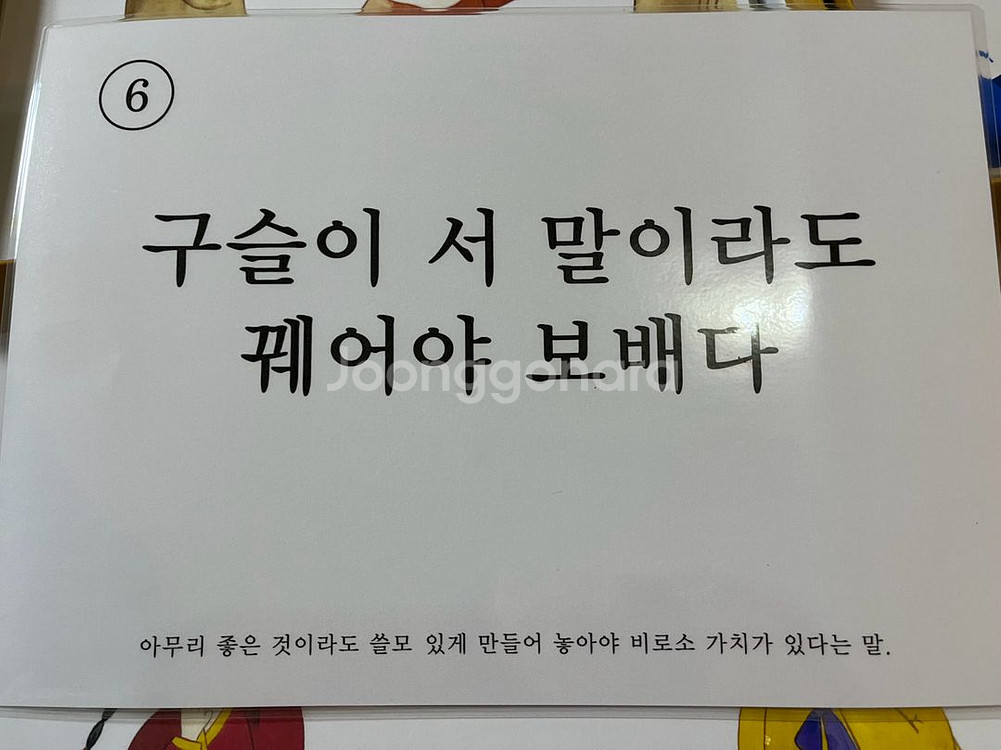 6
구슬이 서 말이라도
꿰어야 보배다
Joonggonara
아무리 좋은 것이라도 쓸모 있게 만들어 놓아야 비로소 가치가 있다는 말.